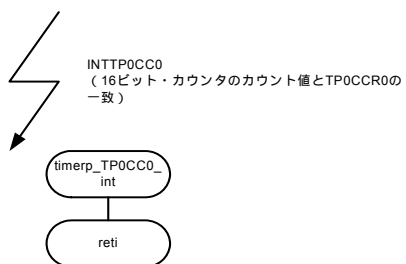 INTTP0CC0
（16ビット・カウンタのカウント値とTP0CCR0の
一致）
timerp_TP0CC0_
int
reti